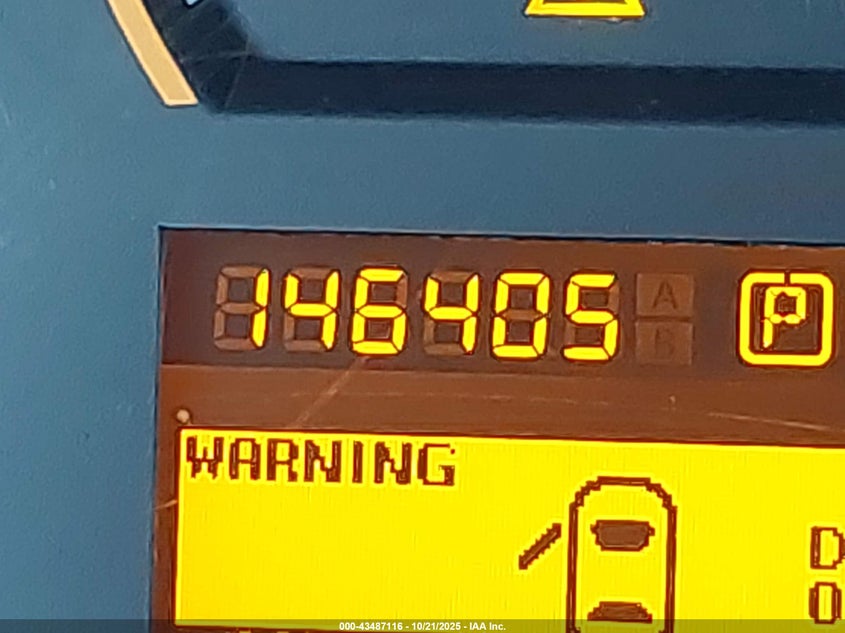 146405 A P
B
WARNING
D
O
000-43487116 - 10/21/2025 - IAA Inc.